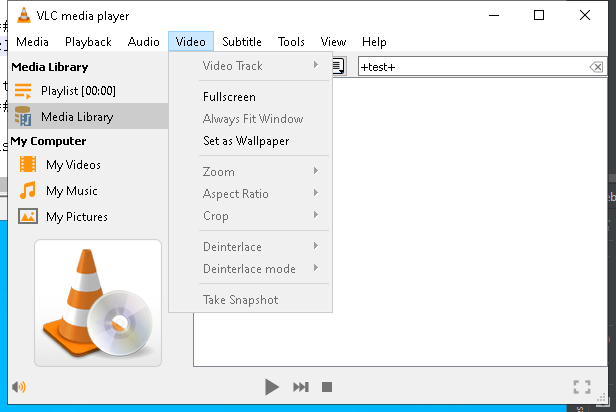 VLC media player
Media Playback Audio Video Subtitle Tools View Help
Media Library
Playlist [00:00]
Media Library
My Computer
My Videos
My Music
My Pictures
Video Track
Fullscreen
Always Fit Window
Set as Wallpaper
Zoom
Aspect Ratio
Crop
Deinterlace
Deinterlace mode
Take Snapshot
+test+